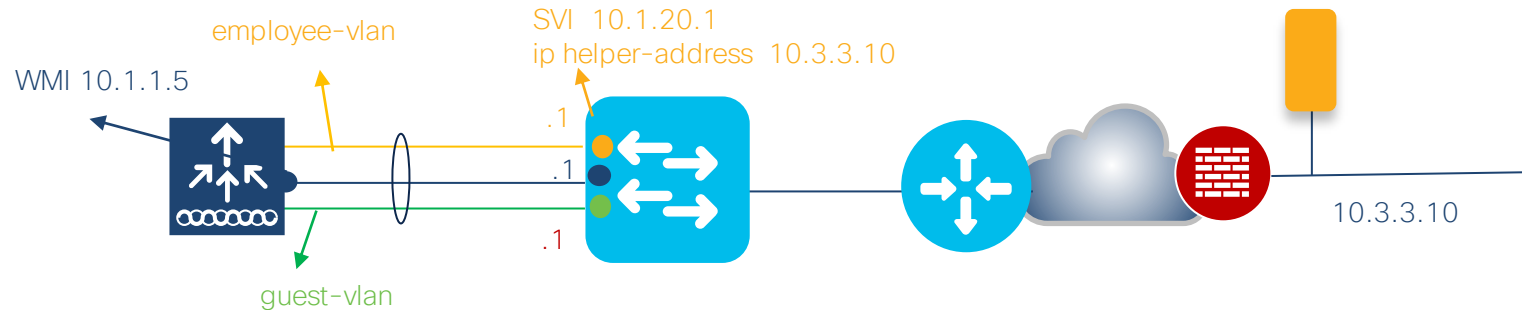 SVI 10.1.20.1
employee-vlan
ip helper-address 10.3.3.10
WMI 10.1.1.5
.1
.1
10.3.3.10
.1
guest-vlan